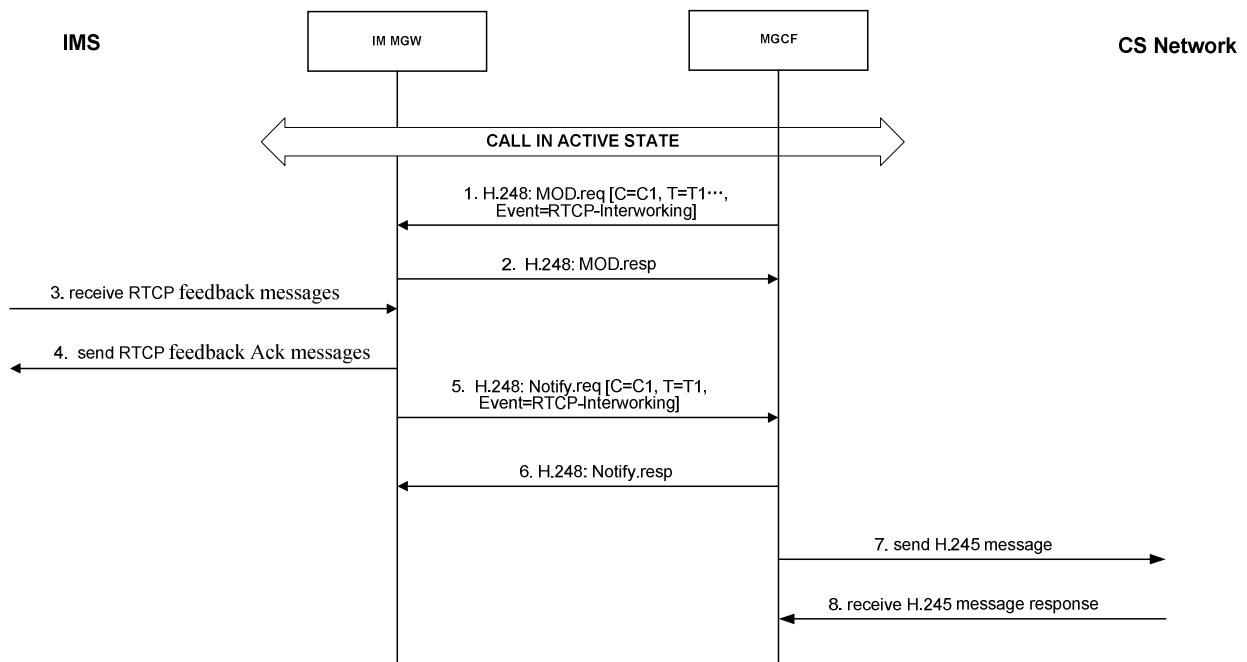 IMS
IM MGW
MGCF
CS Network
CALL IN ACTIVE STATE
1. H.248: MOD.req [C=C1, T=T1···,
Event=RTCP-Interworking]
2. H.248: MOD.resp
3. receive RTCP feedback messages
4. send RTCP feedback Ack messages
5. H.248: Notify.req [C=C1, T=T1,
Event=RTCP-Interworking]
6. H.248: Notify.resp
7. send H.245 message
8. receive H.245 message response